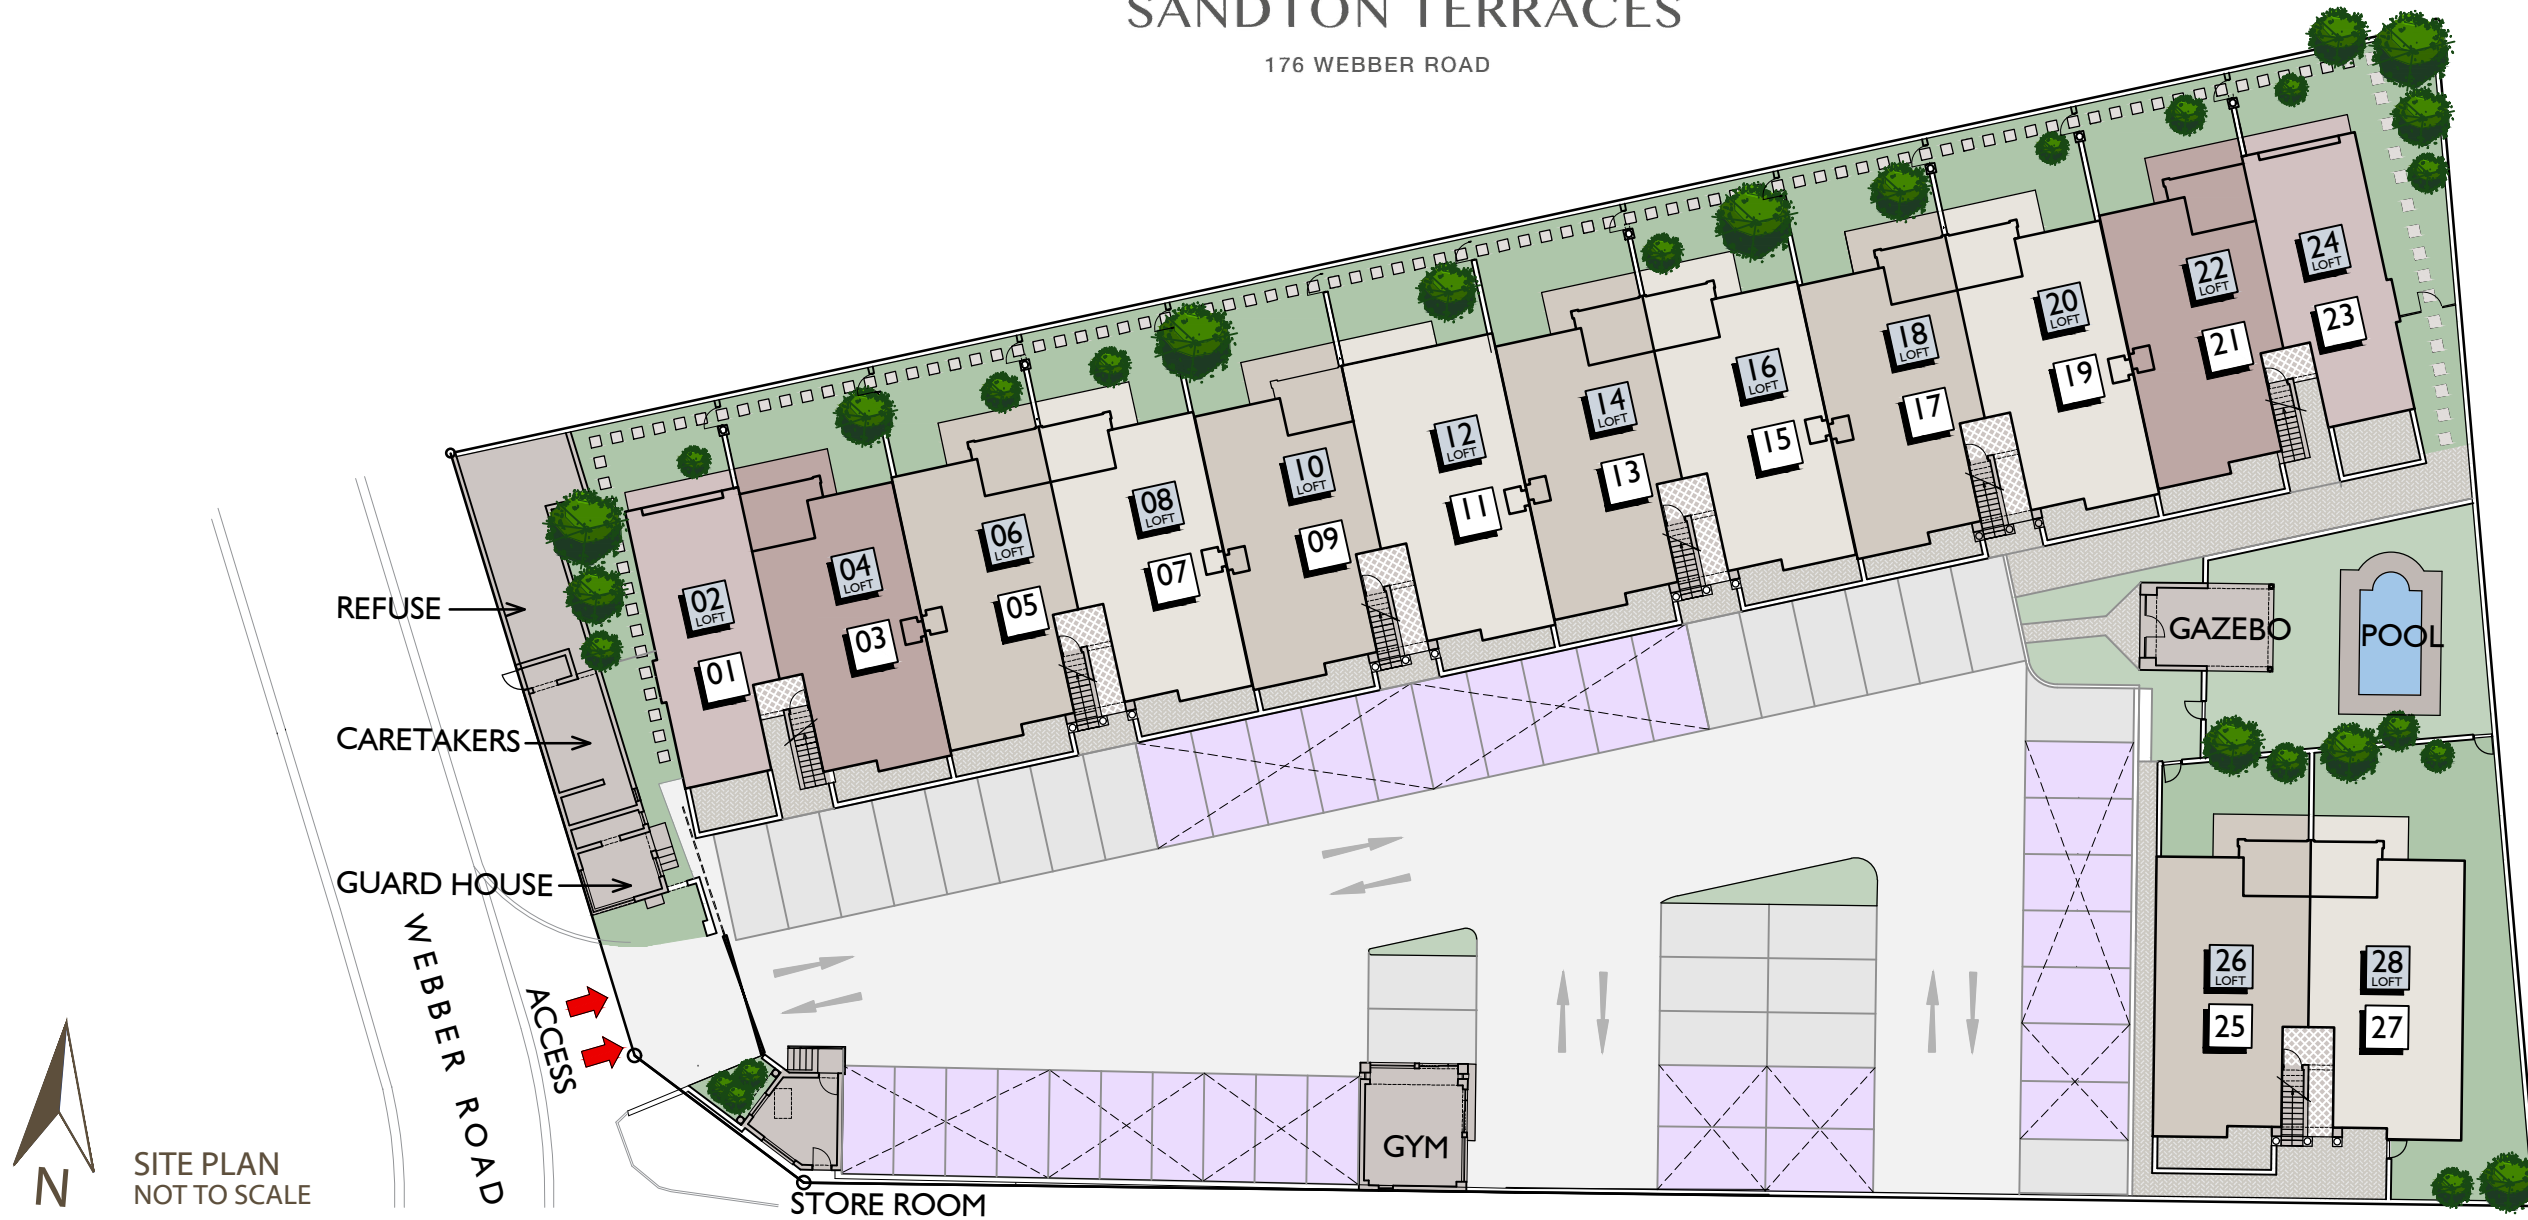 SANDTON TERRACES
176 WEBBER ROAD
24
LOFT
23
22
LOFT
21
20
LOFT
19
18
LOFT
17
16
LOFT
15
14
LOFT
13
12
LOFT
11
10
LOFT
09
08
LOFT
07
06
LOFT
05
04
LOFT
03
02
LOFT
01
REFUSE
CARETAKERS
GUARD HOUSE
WEBBER ROAD
ACCESS
GAZEBO
POOL
26
LOFT
25
28
LOFT
27
GYM
STORE ROOM
N
SITE PLAN
NOT TO SCALE